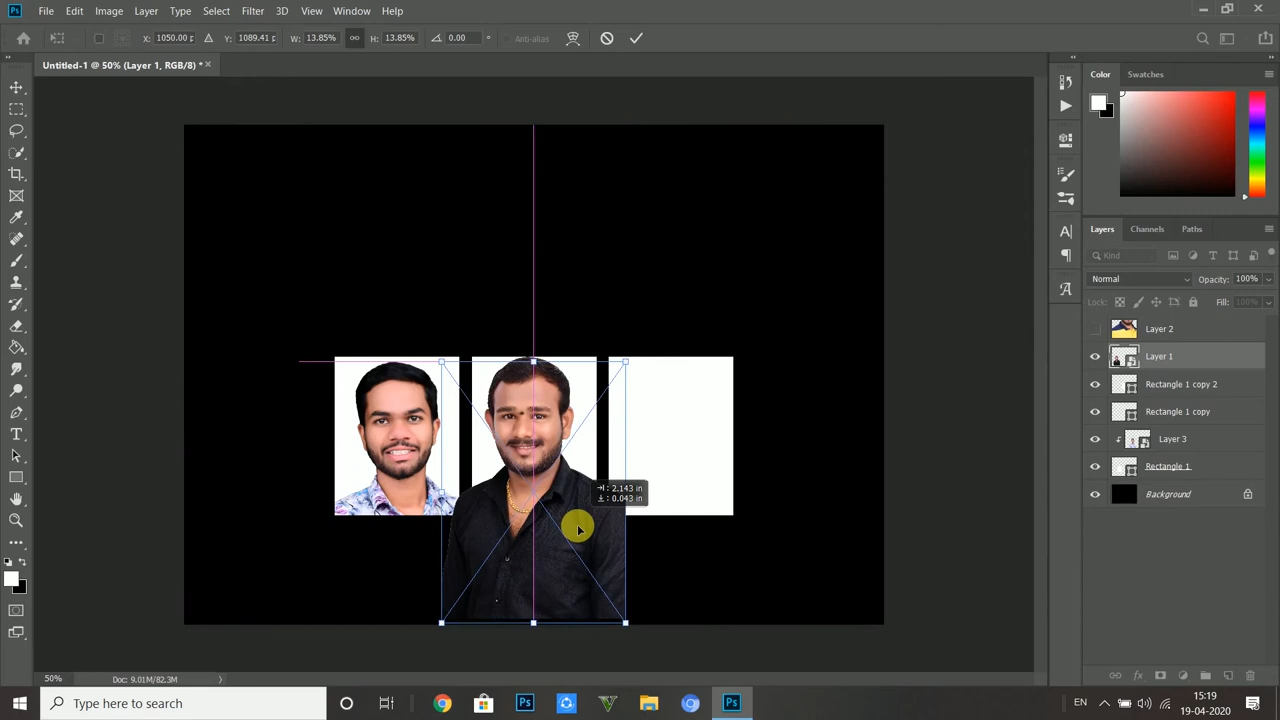 Ps File Edit Image Layer Type Select Filter 3D View Window Help
X: 1050.00 p Y: 1089.41 p W: 13.85% H: 13.85% 0.00 ° Anti-alias
Untitled-1 @ 50% (Layer 1, RGB/8) * ×
Color Swatches
Layers Channels Paths
Kind
Normal Opacity: 100%
Lock: Fill: 100%
Layer 2
Layer 1
Rectangle 1 copy 2
Rectangle 1 copy
Layer 3
Rectangle 1
Background
: 2.143 in
: 0.043 in
50% Doc: 9.01M/82.3M
Type here to search
Ps
Ps
EN
15:19
19-04-2020